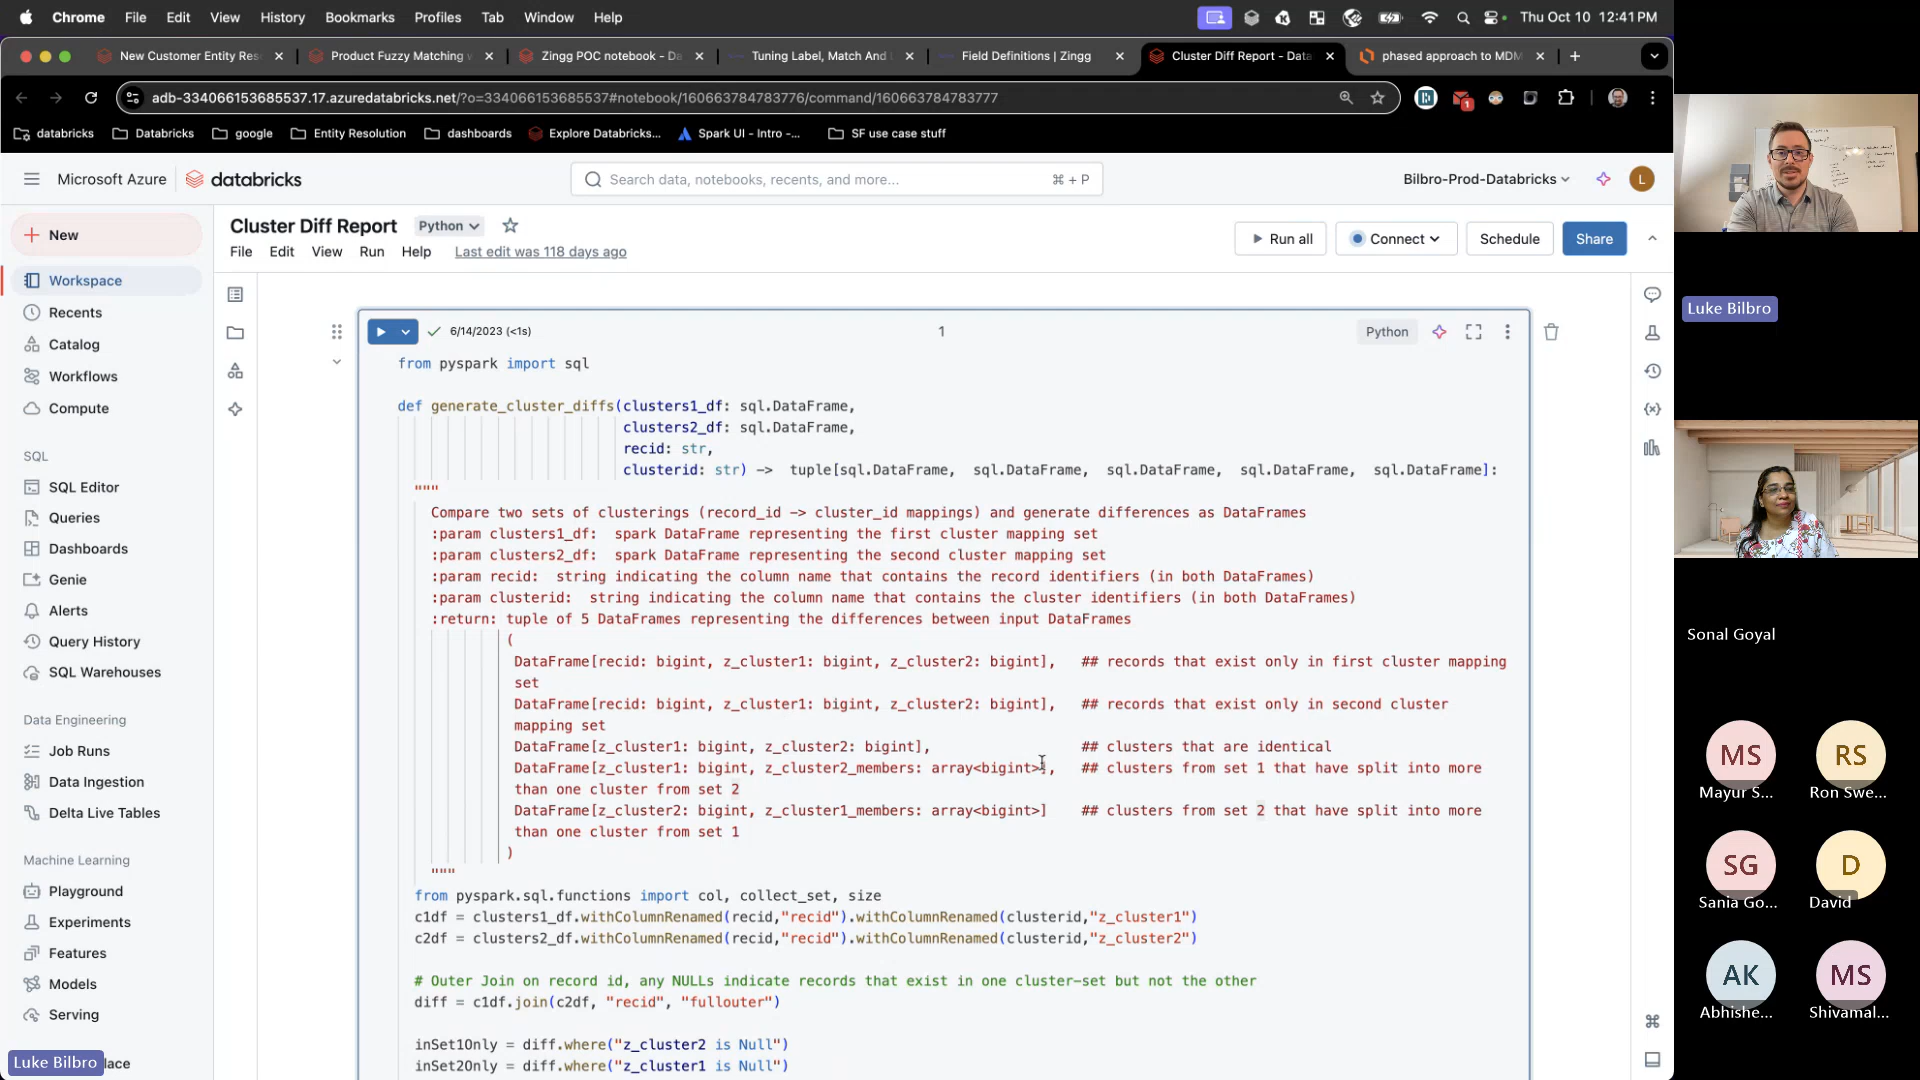 Chrome File Edit View History Bookmarks Profiles Tab Window Help
Thu Oct 10 12:41 PM
New Customer Entity Res
Product Fuzzy Matching
Zingg POC notebook - Da
Tuning Label, Match And
Field Definitions | Zingg
Cluster Diff Report - Data
phased approach to MDM
adb-334066153685537.17.azuredatabricks.net/?o=334066153685537#notebook/160663784783776/command/160663784783777
1
databricks
Databricks
google
Entity Resolution
dashboards
Explore Databricks...
Spark UI - Intro -...
SF use case stuff
Microsoft Azure
databricks
Search data, notebooks, recents, and more...
⌘ + P
Bilbro-Prod-Databricks
L
New
Workspace
Recents
Catalog
Workflows
Compute
SQL
SQL Editor
Queries
Dashboards
Genie
Alerts
Query History
SQL Warehouses
Data Engineering
Job Runs
Data Ingestion
Delta Live Tables
Machine Learning
Playground
Experiments
Features
Models
Serving
lace
Luke Bilbro
Cluster Diff Report
Python
File Edit View Run Help
Last edit was 118 days ago
Run all
Connect
Schedule
Share
6/14/2023 (<1s)
1
Python
from pyspark import sql
def generate_cluster_diffs(clusters1_df: sql.DataFrame,
clusters2_df: sql.DataFrame,
recid: str,
clusterid: str) -> tuple[sql.DataFrame, sql.DataFrame, sql.DataFrame, sql.DataFrame, sql.DataFrame]:
"""
Compare two sets of clusterings (record_id -> cluster_id mappings) and generate differences as DataFrames
:param clusters1_df: spark DataFrame representing the first cluster mapping set
:param clusters2_df: spark DataFrame representing the second cluster mapping set
:param recid: string indicating the column name that contains the record identifiers (in both DataFrames)
:param clusterid: string indicating the column name that contains the cluster identifiers (in both DataFrames)
:return: tuple of 5 DataFrames representing the differences between input DataFrames
(
DataFrame[recid: bigint, z_cluster1: bigint, z_cluster2: bigint], ## records that exist only in first cluster mapping
set
DataFrame[recid: bigint, z_cluster1: bigint, z_cluster2: bigint], ## records that exist only in second cluster
mapping set
DataFrame[z_cluster1: bigint, z_cluster2: bigint], ## clusters that are identical
DataFrame[z_cluster1: bigint, z_cluster2_members: array<bigint>], ## clusters from set 1 that have split into more
than one cluster from set 2
DataFrame[z_cluster2: bigint, z_cluster1_members: array<bigint>] ## clusters from set 2 that have split into more
than one cluster from set 1
)
"""
from pyspark.sql.functions import col, collect_set, size
c1df = clusters1_df.withColumnRenamed(recid,"recid").withColumnRenamed(clusterid,"z_cluster1")
c2df = clusters2_df.withColumnRenamed(recid,"recid").withColumnRenamed(clusterid,"z_cluster2")
# Outer Join on record id, any NULLs indicate records that exist in one cluster-set but not the other
diff = c1df.join(c2df, "recid", "fullouter")
inSet1Only = diff.where("z_cluster2 is Null")
inSet2Only = diff.where("z_cluster1 is Null")
Luke Bilbro
Sonal Goyal
MS
Mayur S...
RS
Ron Swe...
SG
Sania Go...
D
David
AK
Abhishe...
MS
Shivamal...